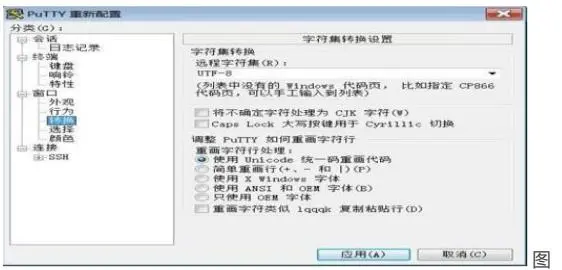 PuTTY 重新配置
分类(G):
会话
日志记录
终端
键盘
响铃
特性
窗口
外观
行为
转换
选择
颜色
连接
SSH
字符集转换设置
字符集转换
远程字符集(R):
UTF-8
(列表中没有的 Windows 代码页, 比如指定 CP866
代码页, 可以手工输入到列表)
将不确定字符处理为 CJK 字符(W)
Caps Lock 大写按键用于 Cyrillic 切换
调整 PuTTY 如何重画字符行
重画字符行处理:
使用 Unicode 统一码重画代码
简单重画行(+、- 和 |)(P)
使用 X Windows 字体
使用 ANSI 和 OEM 字体(B)
只使用 OEM 字体
重画字符类似 lqqqk 复制粘贴行(D)
应用(A)
取消(C)
图